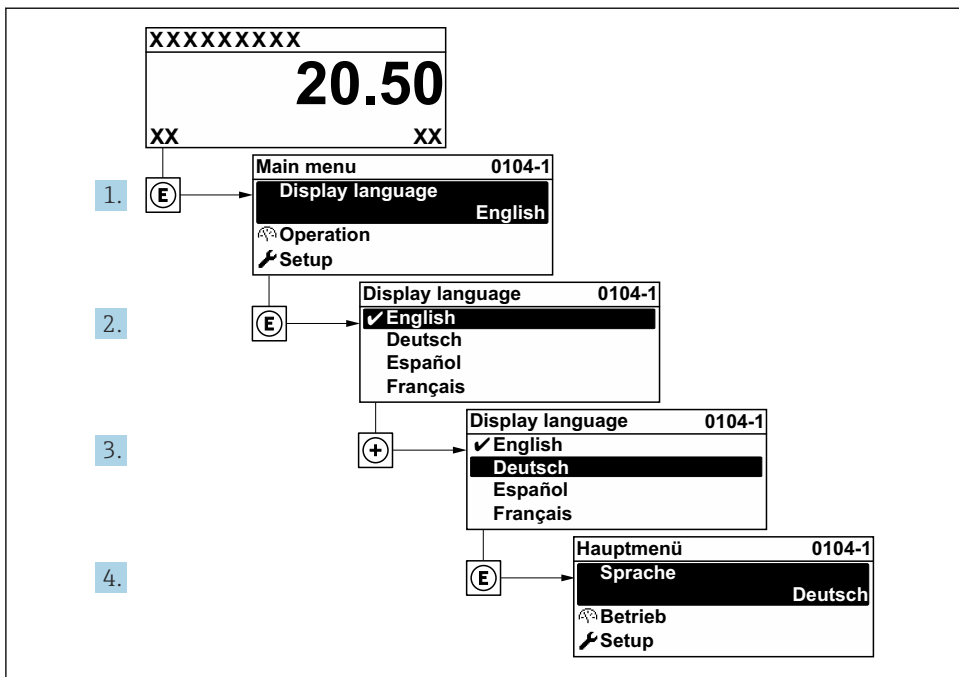 XXXXXXXXX
20.50
XX XX
1. E
Main menu 0104-1
Display language
English
Operation
Setup
2. E
Display language 0104-1
✔English
Deutsch
Español
Français
3. +
Display language 0104-1
✔English
Deutsch
Español
Français
4. E
Hauptmenü 0104-1
Sprache
Deutsch
Betrieb
Setup